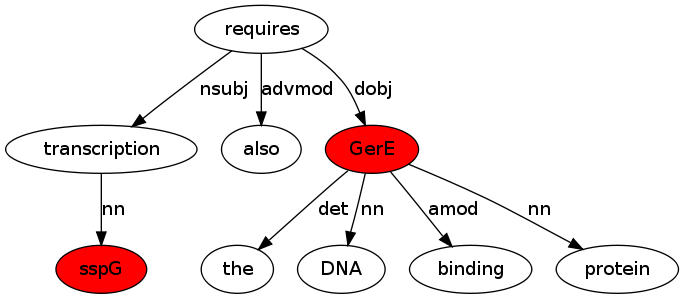 requires
nsubj advmod dobj
transcription also GerE
nn det nn amod nn
sspG the DNA binding protein